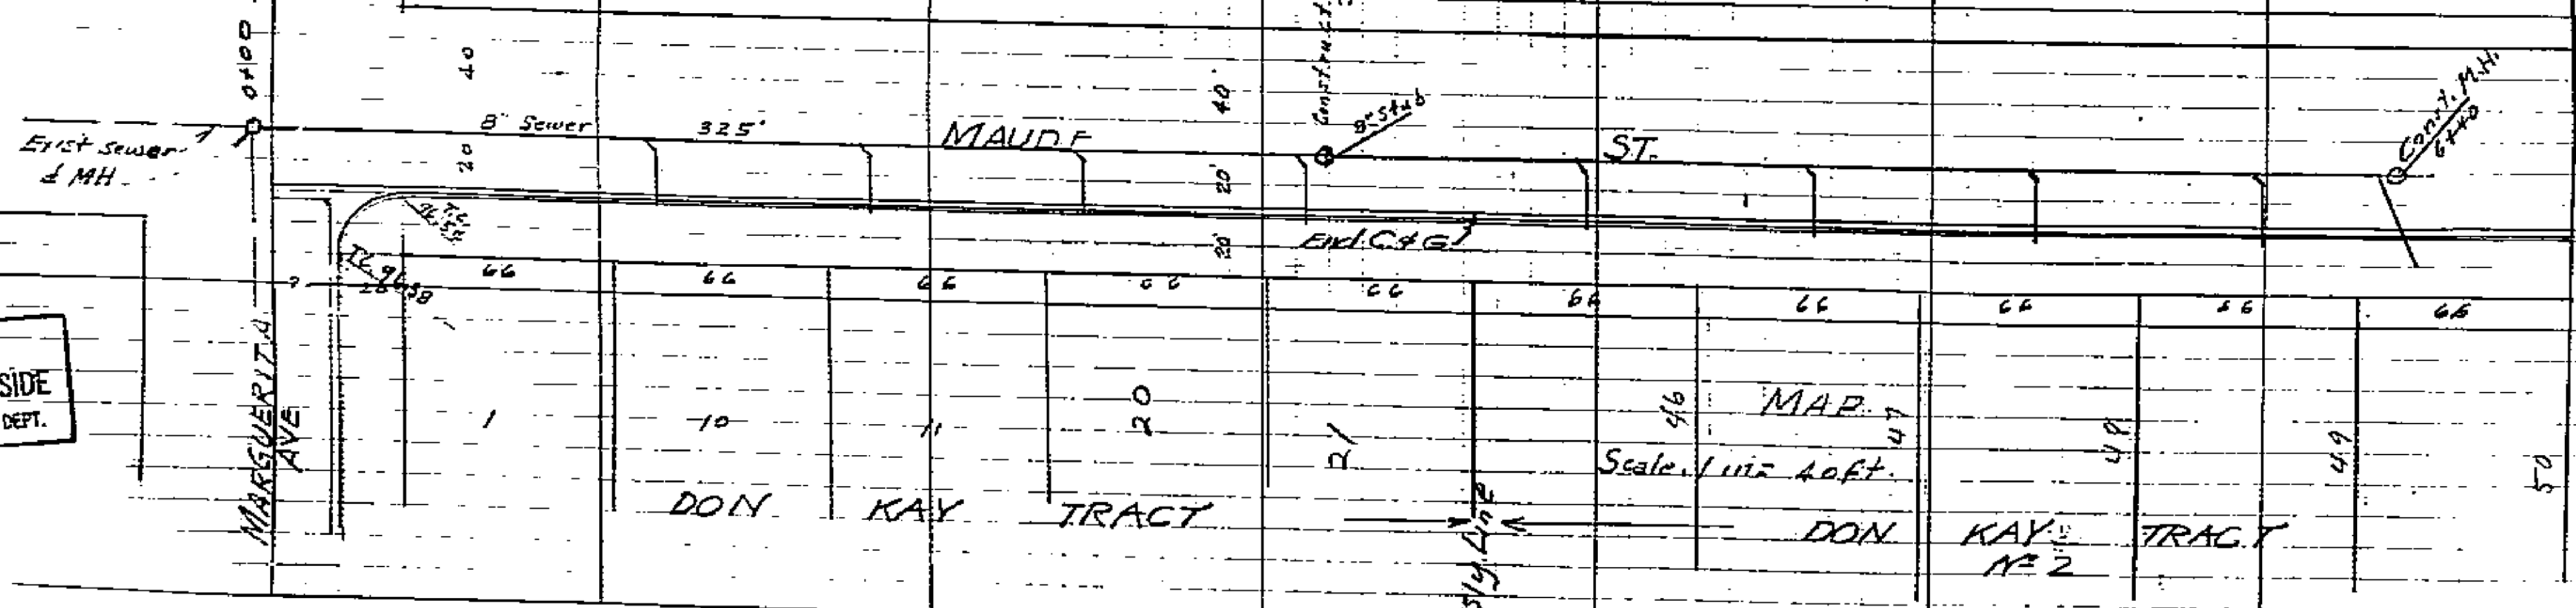 0+00
40
40'
Construct.
Const. M.H.
6+40
Exist sewer
& MH
8" Sewer
325'
MAUDE
ST.
8" Stub
20
20'
20'
End C & G
66
66
66
66
66
66
66
66
66
66
MARGUERITA
AVE
SIDE
DEPT.
1
10
11
20
21
46
MAP
47
48
49
50
Scale, 1 in = 40 ft.
DON KAY TRACT
DON KAY TRACT
Nº 2
Sly Line